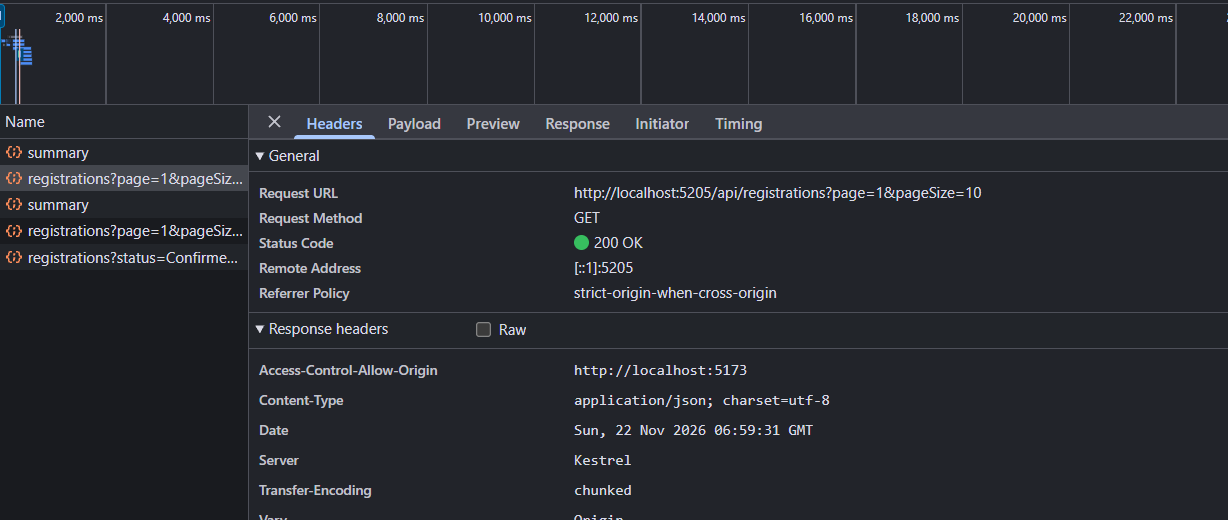 2,000 ms 4,000 ms 6,000 ms 8,000 ms 10,000 ms 12,000 ms 14,000 ms 16,000 ms 18,000 ms 20,000 ms 22,000 ms
Name
summary
registrations?page=1&pageSiz...
summary
registrations?page=1&pageSiz...
registrations?status=Confirme...
Headers Payload Preview Response Initiator Timing
General
Request URL http://localhost:5205/api/registrations?page=1&pageSize=10
Request Method GET
Status Code 200 OK
Remote Address [::1]:5205
Referrer Policy strict-origin-when-cross-origin
Response headers Raw
Access-Control-Allow-Origin http://localhost:5173
Content-Type application/json; charset=utf-8
Date Sun, 22 Nov 2026 06:59:31 GMT
Server Kestrel
Transfer-Encoding chunked
Vary Origin